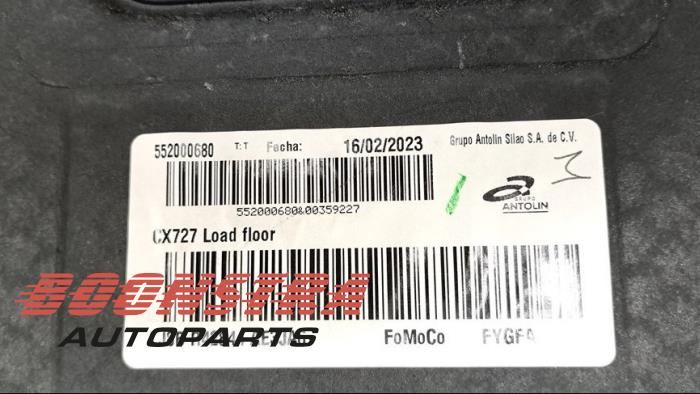 552000680 T:T Fecha: 16/02/2023 Grupo Antolin Silao S.A. de C.V.
552000680&00359227
GRUPO
ANTOLIN
CX727 Load floor
BOONSTRA
AUTOPARTS
FoMoCo FYGFA